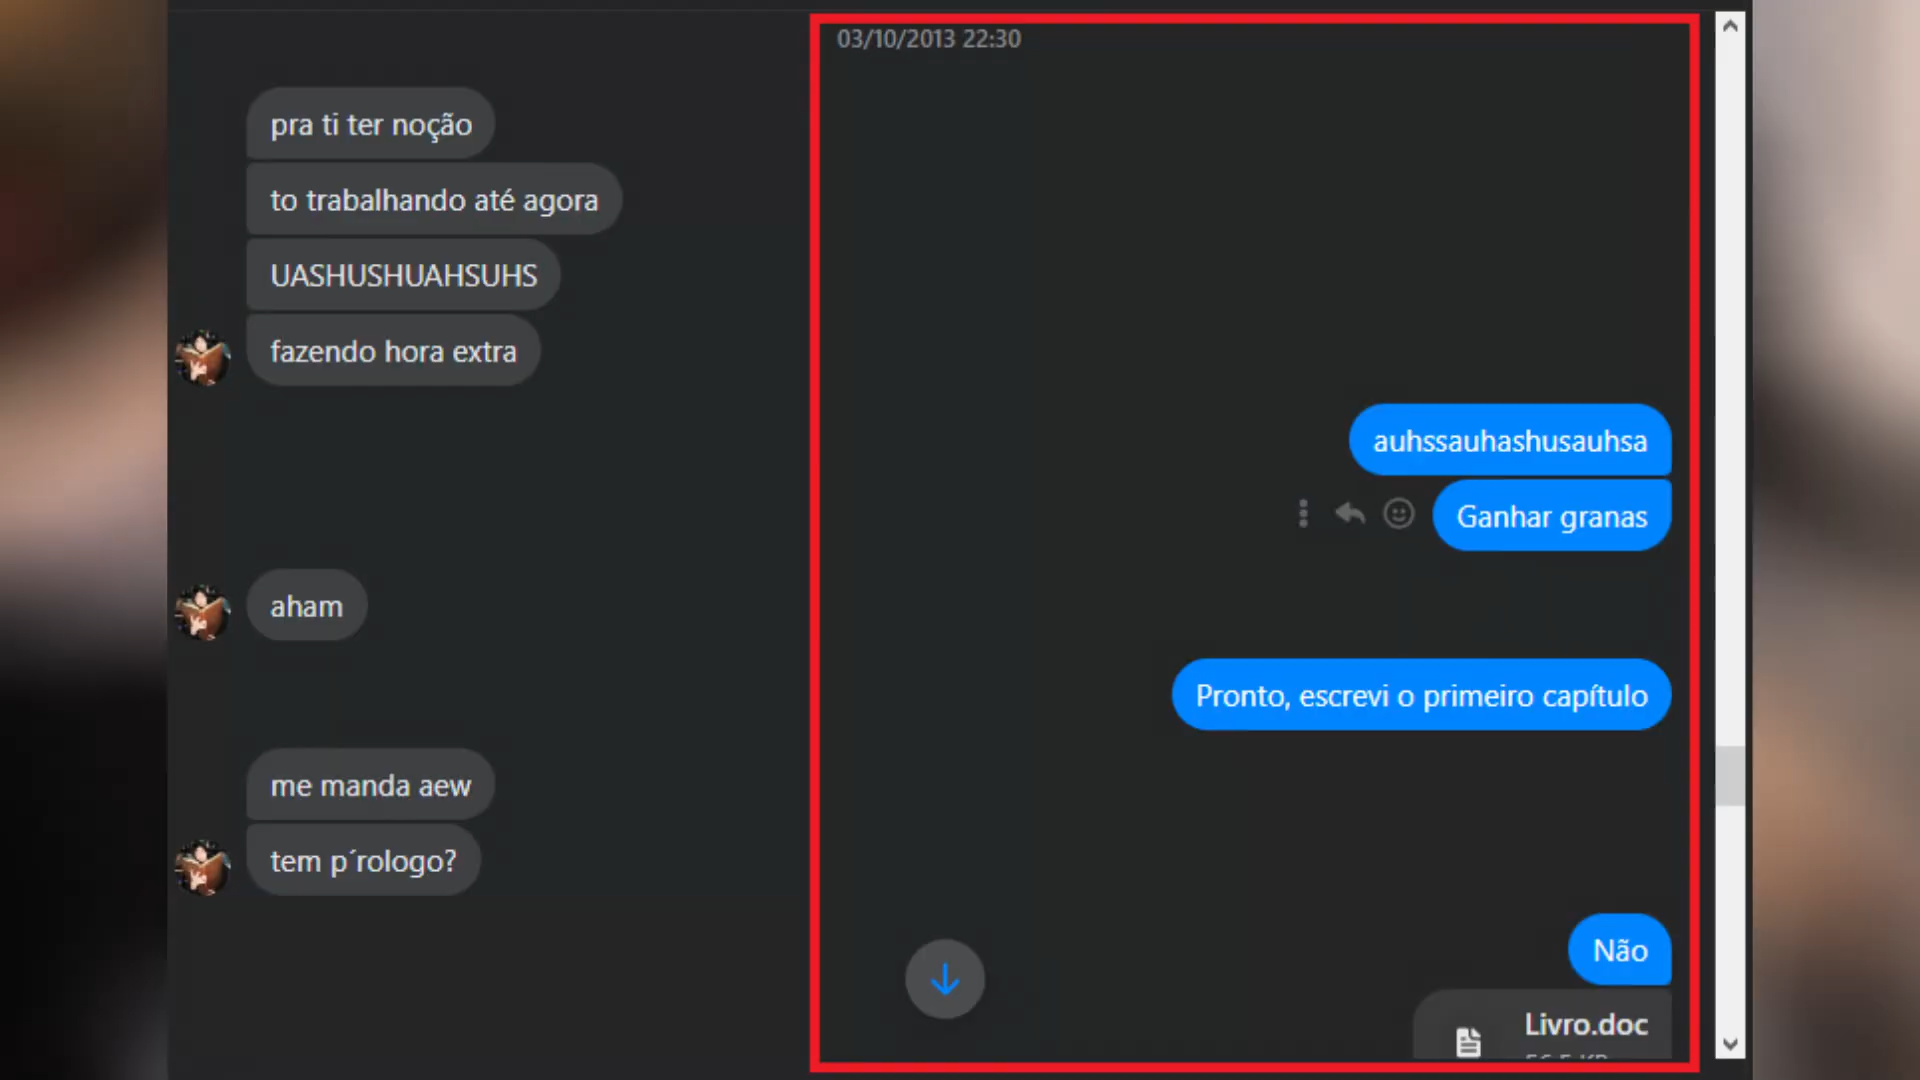 03/10/2013 22:30
pra ti ter noção
to trabalhando até agora
UASHUSHUAHSUHS
fazendo hora extra
auhssauhashusauhsa
Ganhar granas
aham
Pronto, escrevi o primeiro capítulo
me manda aew
tem p´rologo?
Não
Livro.doc